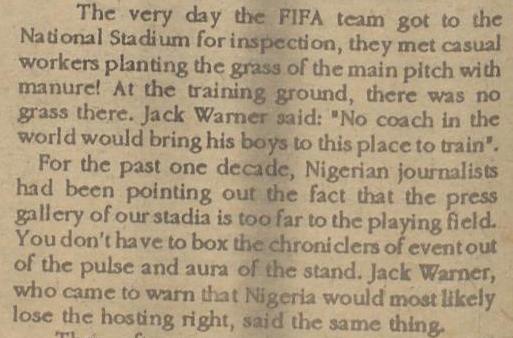 The very day the FIFA team got to the
National Stadium for inspection, they met casual
workers planting the grass of the main pitch with
manure! At the training ground, there was no
grass there. Jack Warner said: "No coach in the
world would bring his boys to this place to train".
For the past one decade, Nigerian journalists
had been pointing out the fact that the press
gallery of our stadia is too far to the playing field.
You don't have to box the chroniclers of event out
of the pulse and aura of the stand. Jack Warner,
who came to warn that Nigeria would most likely
lose the hosting right, said the same thing.